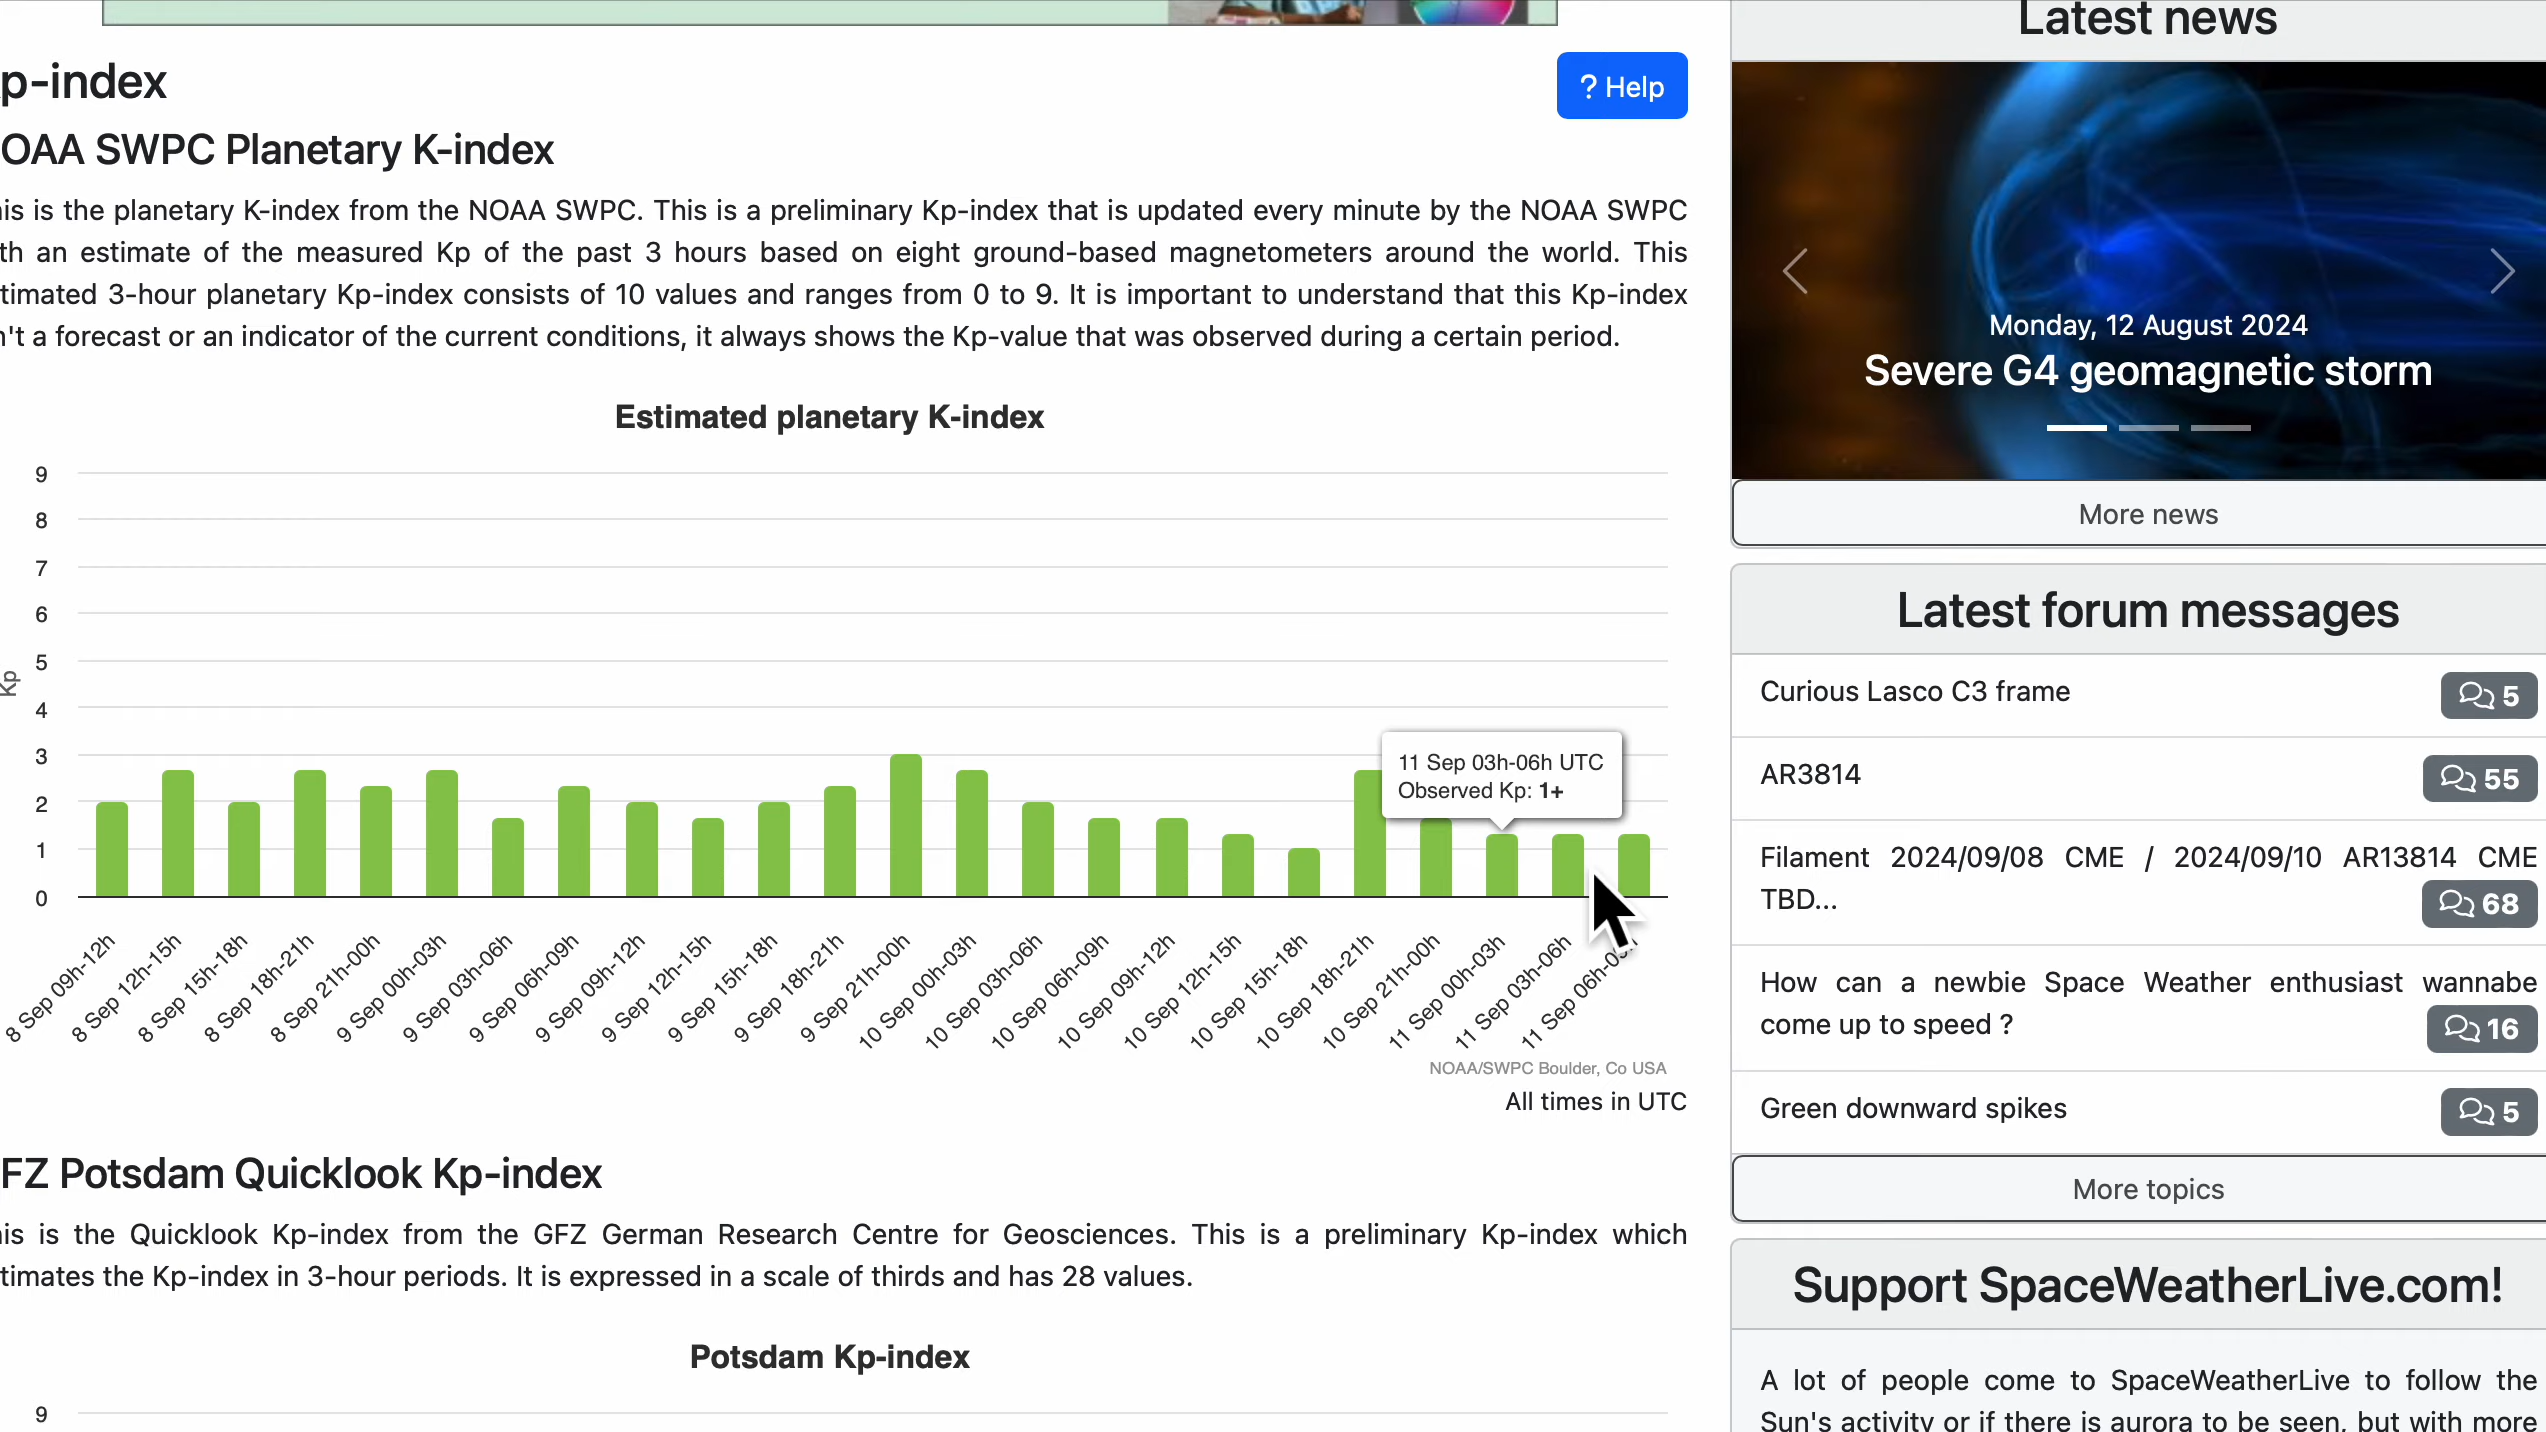 p-index
? Help
OAA SWPC Planetary K-index
is is the planetary K-index from the NOAA SWPC. This is a preliminary Kp-index that is updated every minute by the NOAA SWPC
th an estimate of the measured Kp of the past 3 hours based on eight ground-based magnetometers around the world. This
timated 3-hour planetary Kp-index consists of 10 values and ranges from 0 to 9. It is important to understand that this Kp-index
n't a forecast or an indicator of the current conditions, it always shows the Kp-value that was observed during a certain period.
Estimated planetary K-index
9
8
7
6
5
4
3
2
1
0
Kp
11 Sep 03h-06h UTC
Observed Kp: 1+
8 Sep 09h-12h
8 Sep 12h-15h
8 Sep 15h-18h
8 Sep 18h-21h
8 Sep 21h-00h
9 Sep 00h-03h
9 Sep 03h-06h
9 Sep 06h-09h
9 Sep 09h-12h
9 Sep 12h-15h
9 Sep 15h-18h
9 Sep 18h-21h
9 Sep 21h-00h
10 Sep 00h-03h
10 Sep 03h-06h
10 Sep 06h-09h
10 Sep 09h-12h
10 Sep 12h-15h
10 Sep 15h-18h
10 Sep 18h-21h
10 Sep 21h-00h
11 Sep 00h-03h
11 Sep 03h-06h
11 Sep
NOAA/SWPC Boulder, Co USA
All times in UTC
FZ Potsdam Quicklook Kp-index
is is the Quicklook Kp-index from the GFZ German Research Centre for Geosciences. This is a preliminary Kp-index which
timates the Kp-index in 3-hour periods. It is expressed in a scale of thirds and has 28 values.
Potsdam Kp-index
9
Latest news
Monday, 12 August 2024
Severe G4 geomagnetic storm
More news
Latest forum messages
Curious Lasco C3 frame
5
AR3814
55
Filament 2024/09/08 CME / 2024/09/10 AR13814 CME
TBD...
68
How can a newbie Space Weather enthusiast wannabe
come up to speed ?
16
Green downward spikes
5
More topics
Support SpaceWeatherLive.com!
A lot of people come to SpaceWeatherLive to follow the
Sun's activity or if there is aurora to be seen, but with more